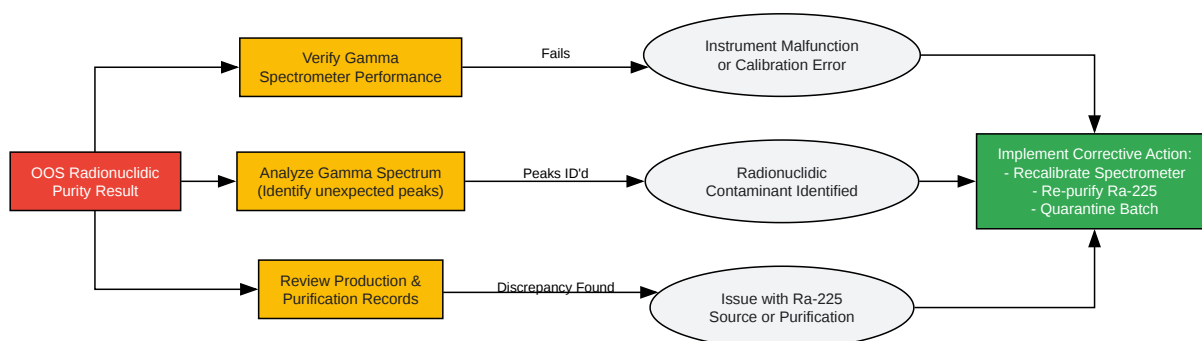 Verify Gamma
Spectrometer Performance
Fails
Instrument Malfunction
or Calibration Error
OOS Radionuclidic
Purity Result
Analyze Gamma Spectrum
(Identify unexpected peaks)
Peaks ID'd
Radionuclidic
Contaminant Identified
Implement Corrective Action:
- Recalibrate Spectrometer
- Re-purify Ra-225
- Quarantine Batch
Review Production &
Purification Records
Discrepancy Found
Issue with Ra-225
Source or Purification